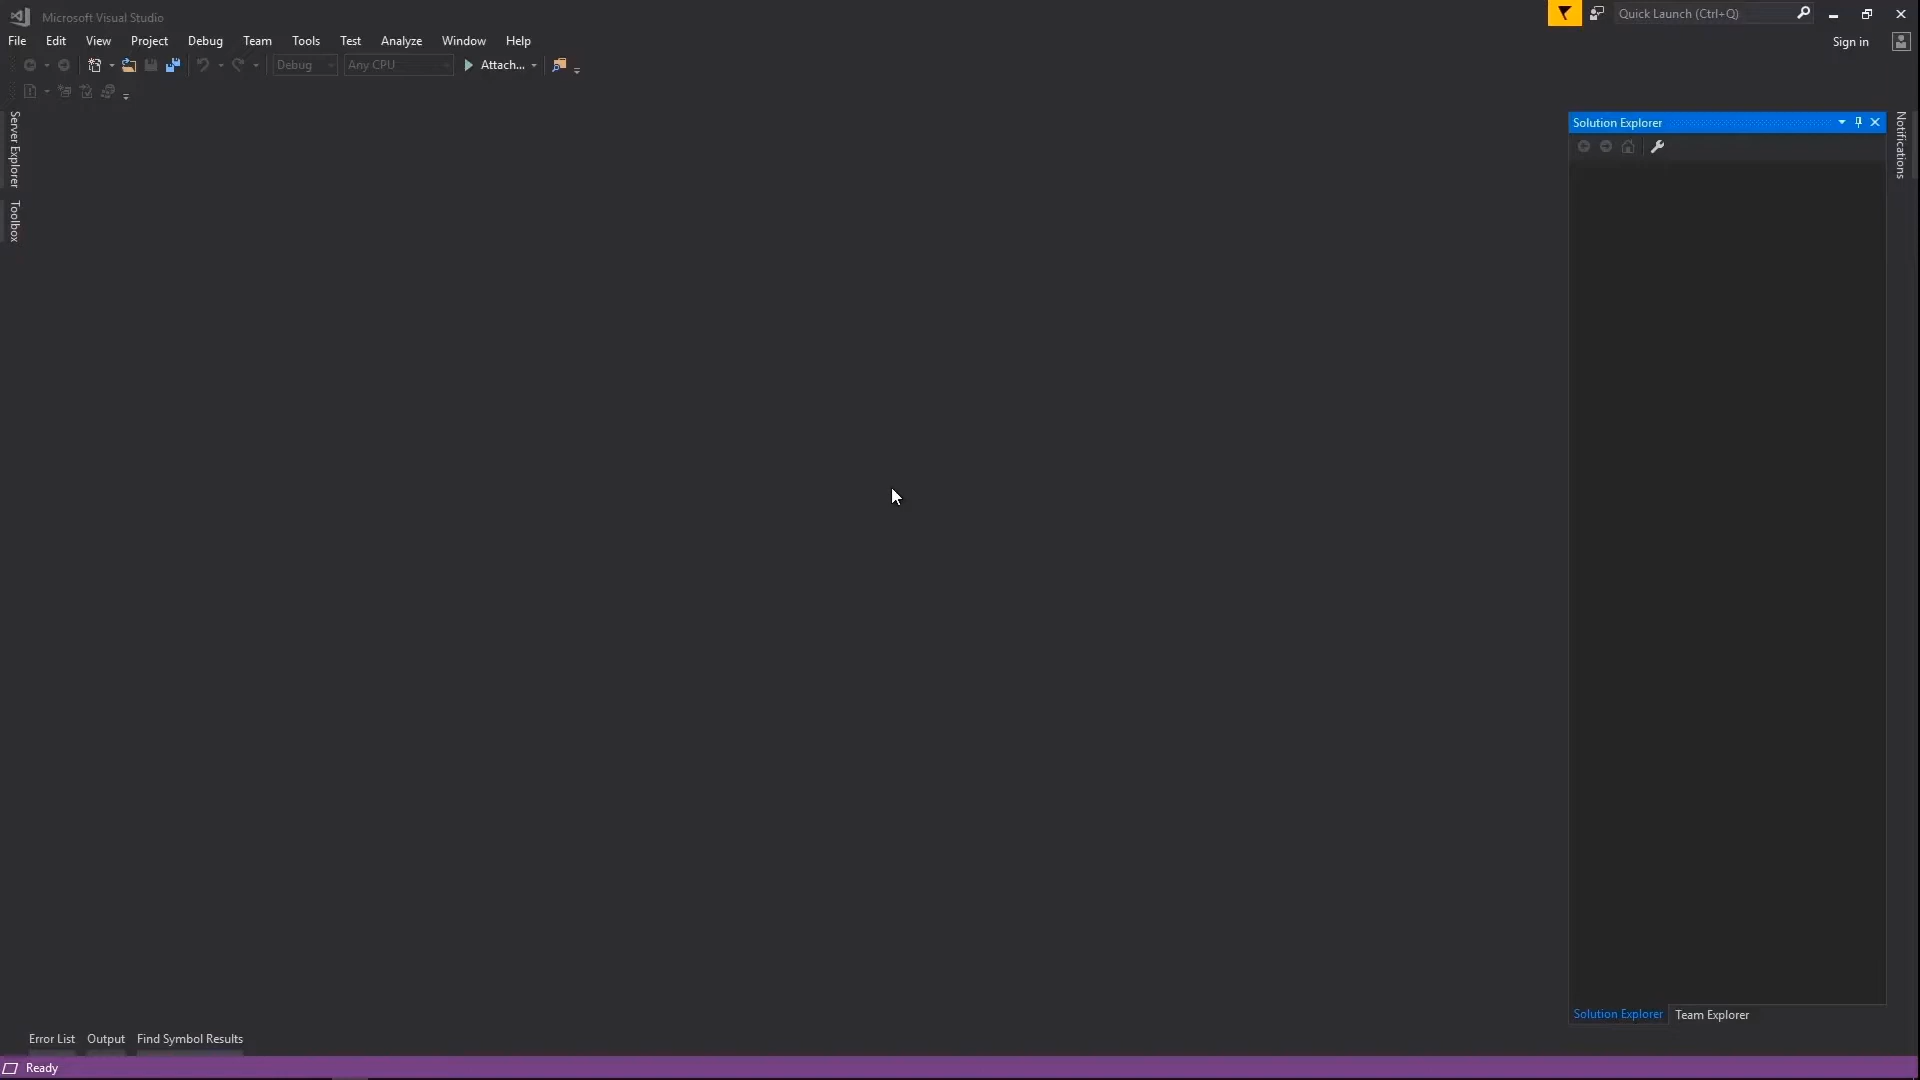 Microsoft Visual Studio
Quick Launch (Ctrl+Q)
File Edit View Project Debug Team Tools Test Analyze Window Help
Sign in
Debug Any CPU Attach...
Server Explorer
Toolbox
Solution Explorer
Notifications
Solution Explorer Team Explorer
Error List Output Find Symbol Results
Ready